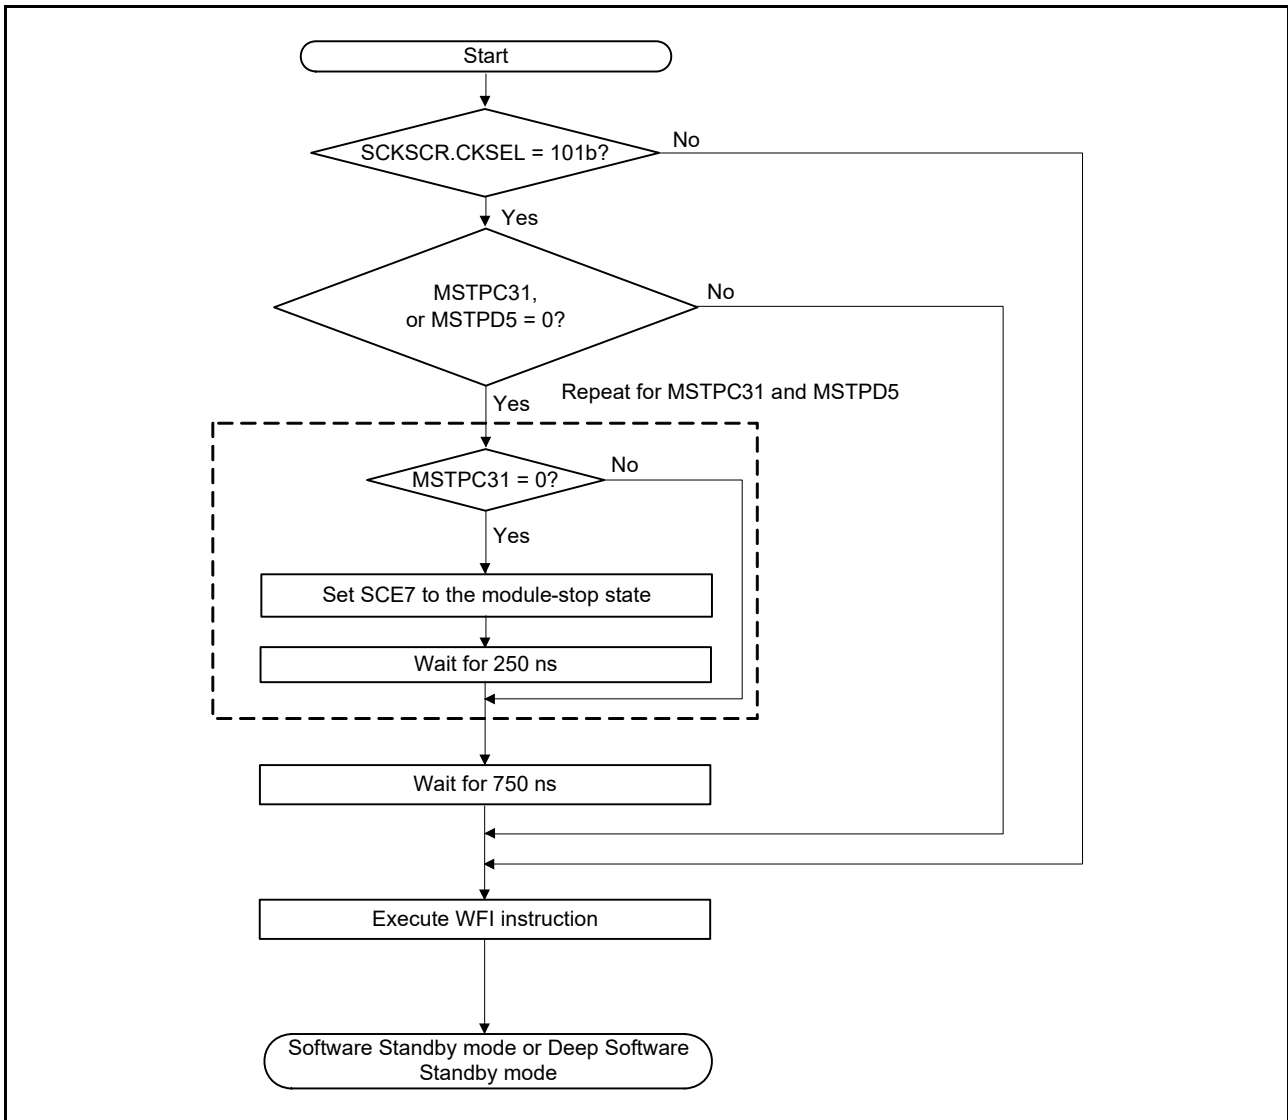 Start
SCKSCR.CKSEL = 101b?
No
Yes
MSTPC31,
or MSTPD5 = 0?
No
Yes
Repeat for MSTPC31 and MSTPD5
MSTPC31 = 0?
No
Yes
Set SCE7 to the module-stop state
Wait for 250 ns
Wait for 750 ns
Execute WFI instruction
Software Standby mode or Deep Software
Standby mode